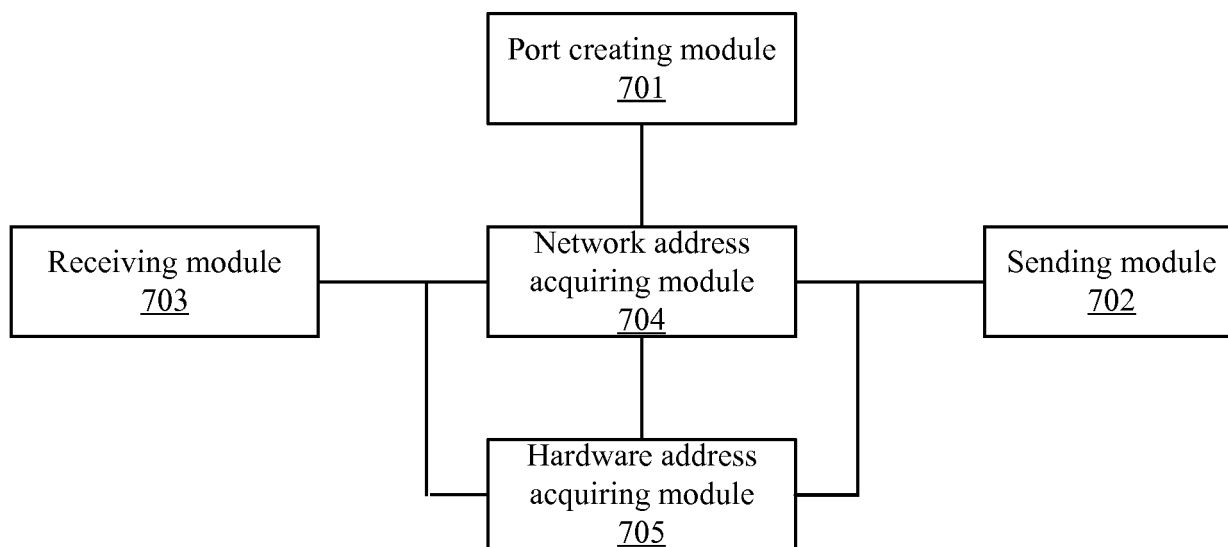 Port creating module
701
Receiving module
703
Network address
acquiring module
704
Sending module
702
Hardware address
acquiring module
705